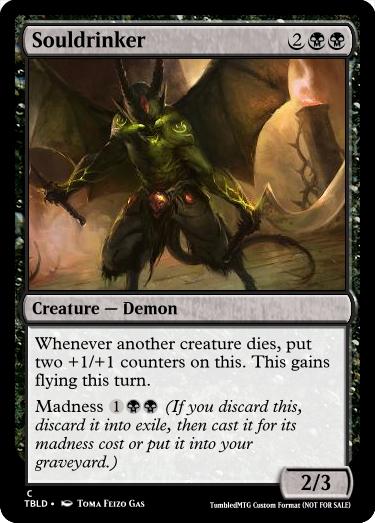 Souldrinker 2
Creature — Demon
Whenever another creature dies, put
two +1/+1 counters on this. This gains
flying this turn.
Madness 1 (If you discard this,
discard it into exile, then cast it for its
madness cost or put it into your
graveyard.)
2/3
C
TBLD • Toma Feizo Gas
TumbledMTG Custom Format (NOT FOR SALE)